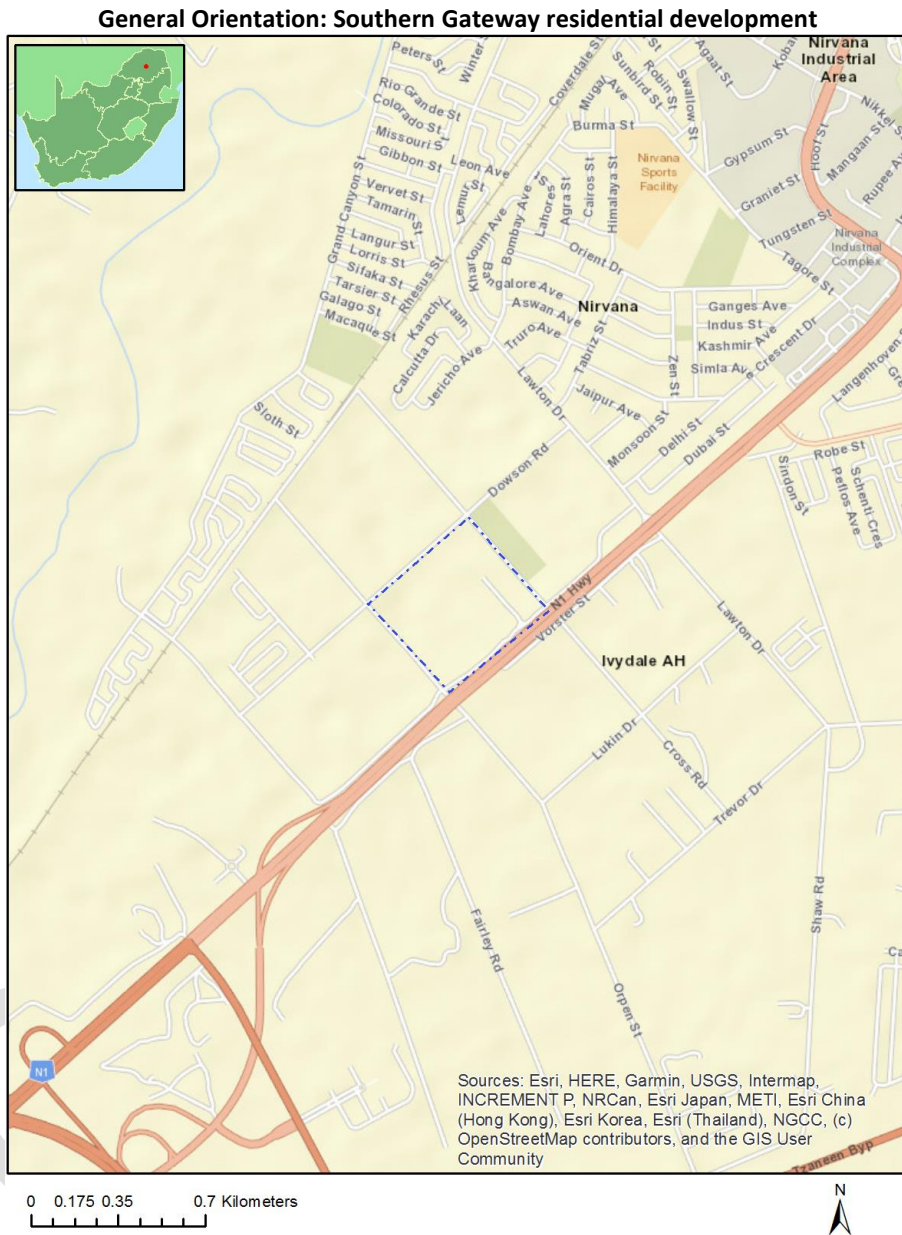 General Orientation: Southern Gateway residential development
Nirvana
Industrial
Area
Peters St
Coverdale St
Agaat St
Rio Grande St
Colorado St
Missouri St
Gibbon St
Leon Ave
Lemur St
Vervet St
Tamarin St
Langur St
Lorris St
Sifaka St
Tarsier St
Galago St
Macaque St
Grand Canyon St
Rhesus St
Mugal Ave
Sunbird St
Robin St
Swallow St
Burma St
Nirvana
Sports
Facility
Gypsum St
Hoof St
Mangaan St
Graniet St
Tungsten St
Tagore St
Nirvana
Industrial
Complex
Khartoum Ave
Bombay Ave
Lahores St
Agra St
Cairos St
Himalaya St
Orient Dr
Bangalore Ave
Aswan Ave
Truro Ave
Nirvana
Ganges Ave
Indus St
Kashmir Ave
Simla Av
e Crescent Dr
Karachi
Laan
Calcutta Dr
Jericho Ave
Tabriz St
Zen St
Lawton Dr
Jaipur Ave
Monsoon St
Delhi St
Dubai St
Sloth St
Dowson Rd
Robe St
Sindon St
Peflos Ave
Schenti Cres
N1 Hwy
Vorster St
Lawton Dr
Ivydale AH
Lukin Dr
Cross Rd
Trevor Dr
Shaw Rd
Fairley Rd
Orpen St
N1
Sources: Esri, HERE, Garmin, USGS, Intermap,
INCREMENT P, NRCan, Esri Japan, METI, Esri China
(Hong Kong), Esri Korea, Esri (Thailand), NGCC, (c)
OpenStreetMap contributors, and the GIS User
Community
Tzaneen Byp
0 0.175 0.35 0.7 Kilometers
N